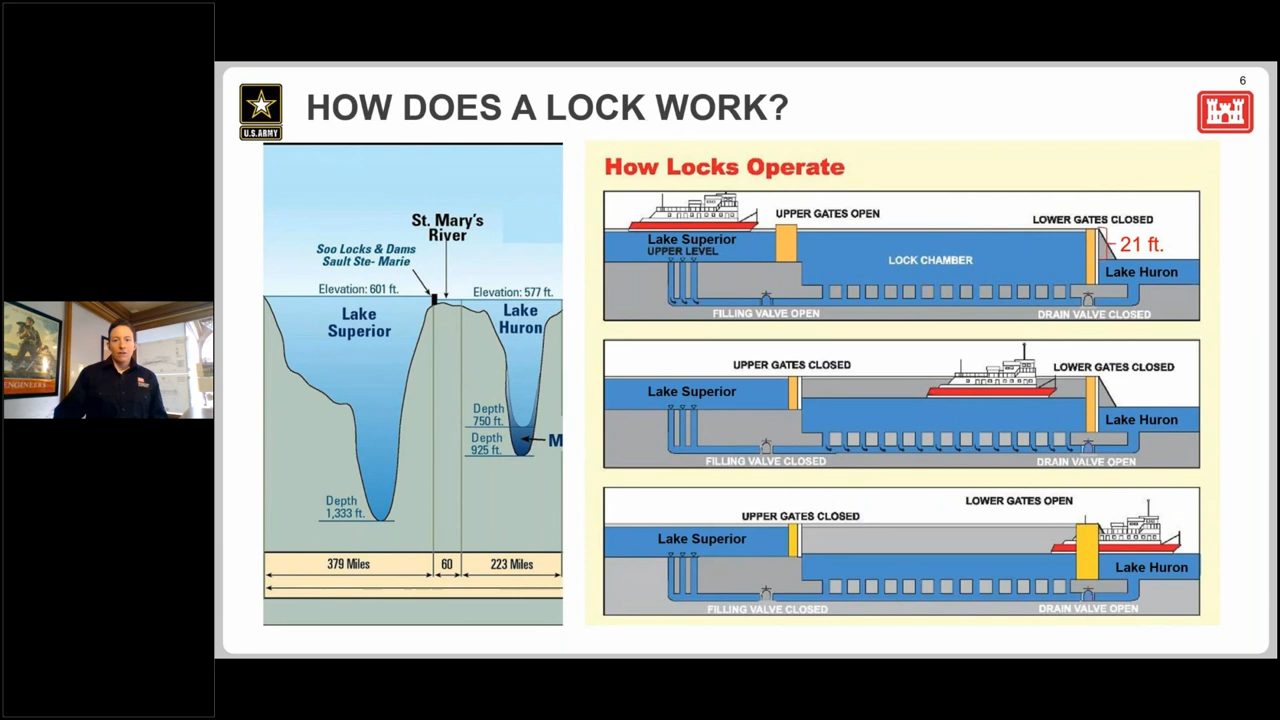 6
U.S.ARMY
HOW DOES A LOCK WORK?
St. Mary's
River
Soo Locks & Dams
Sault Ste- Marie
Elevation: 601 ft.
Elevation: 577 ft.
Lake
Superior
Lake
Huron
Depth
750 ft.
Depth
925 ft.
M
Depth
1,333 ft.
379 Miles
60
223 Miles
How Locks Operate
UPPER GATES OPEN
LOWER GATES CLOSED
Lake Superior
UPPER LEVEL
LOCK CHAMBER
21 ft.
Lake Huron
FILLING VALVE OPEN
DRAIN VALVE CLOSED
UPPER GATES CLOSED
LOWER GATES CLOSED
Lake Superior
Lake Huron
FILLING VALVE CLOSED
DRAIN VALVE OPEN
LOWER GATES OPEN
UPPER GATES CLOSED
Lake Superior
Lake Huron
FILLING VALVE CLOSED
DRAIN VALVE OPEN
ENGINEERS